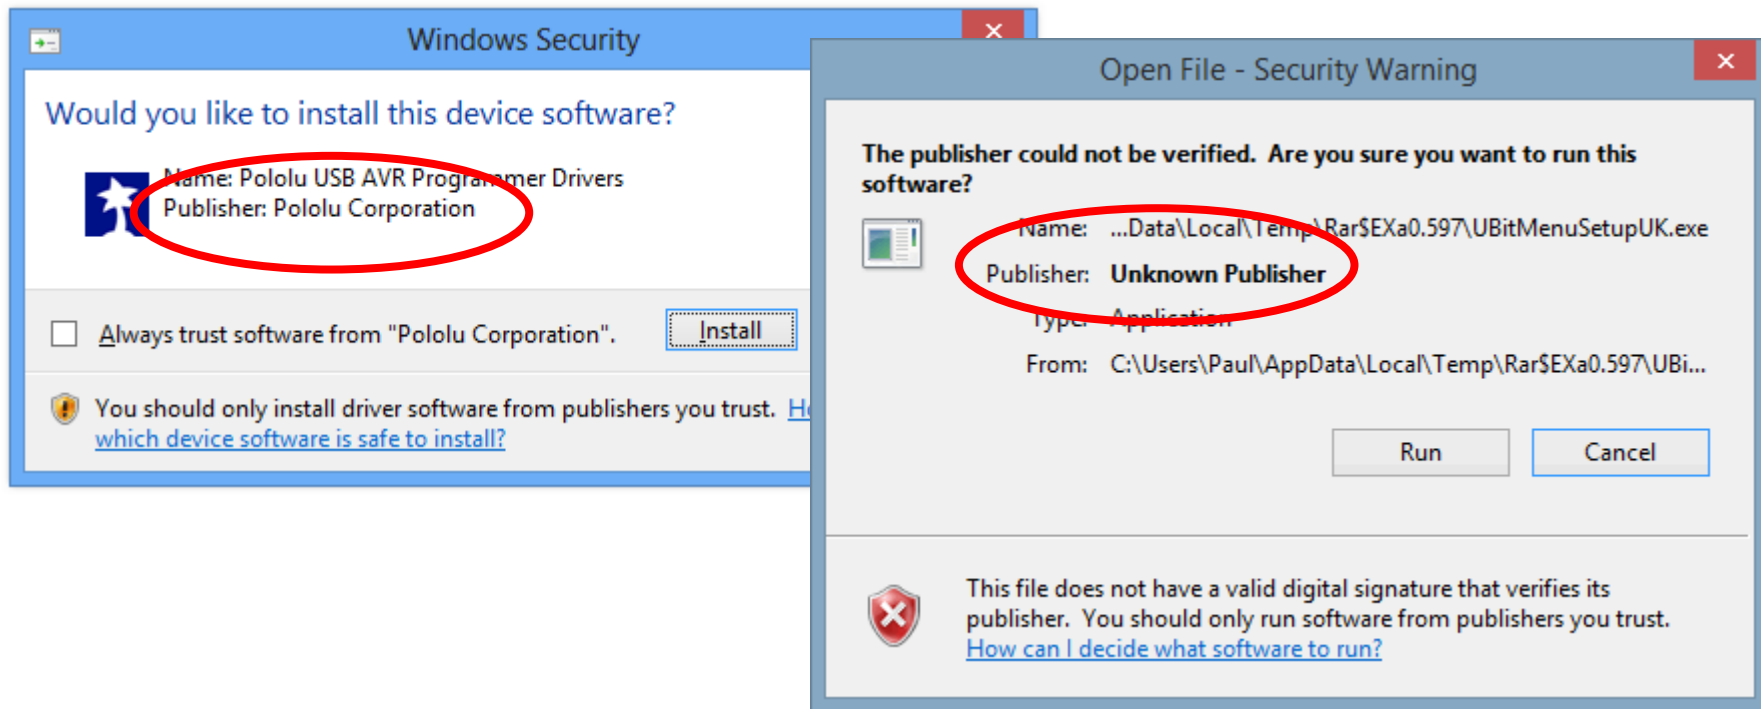 Windows Security
Would you like to install this device software?
Name: Pololu USB AVR Programmer Drivers
Publisher: Pololu Corporation
Always trust software from "Pololu Corporation".
Install
You should only install driver software from publishers you trust.
which device software is safe to install?
Open File - Security Warning
The publisher could not be verified. Are you sure you want to run this
software?
Name: ...Data\Local\Temp\Rar$EXa0.597\UBitMenuSetupUK.exe
Publisher: Unknown Publisher
Type: Application
From: C:\Users\Paul\AppData\Local\Temp\Rar$EXa0.597\UBi...
Run
Cancel
This file does not have a valid digital signature that verifies its
publisher. You should only run software from publishers you trust.
How can I decide what software to run?